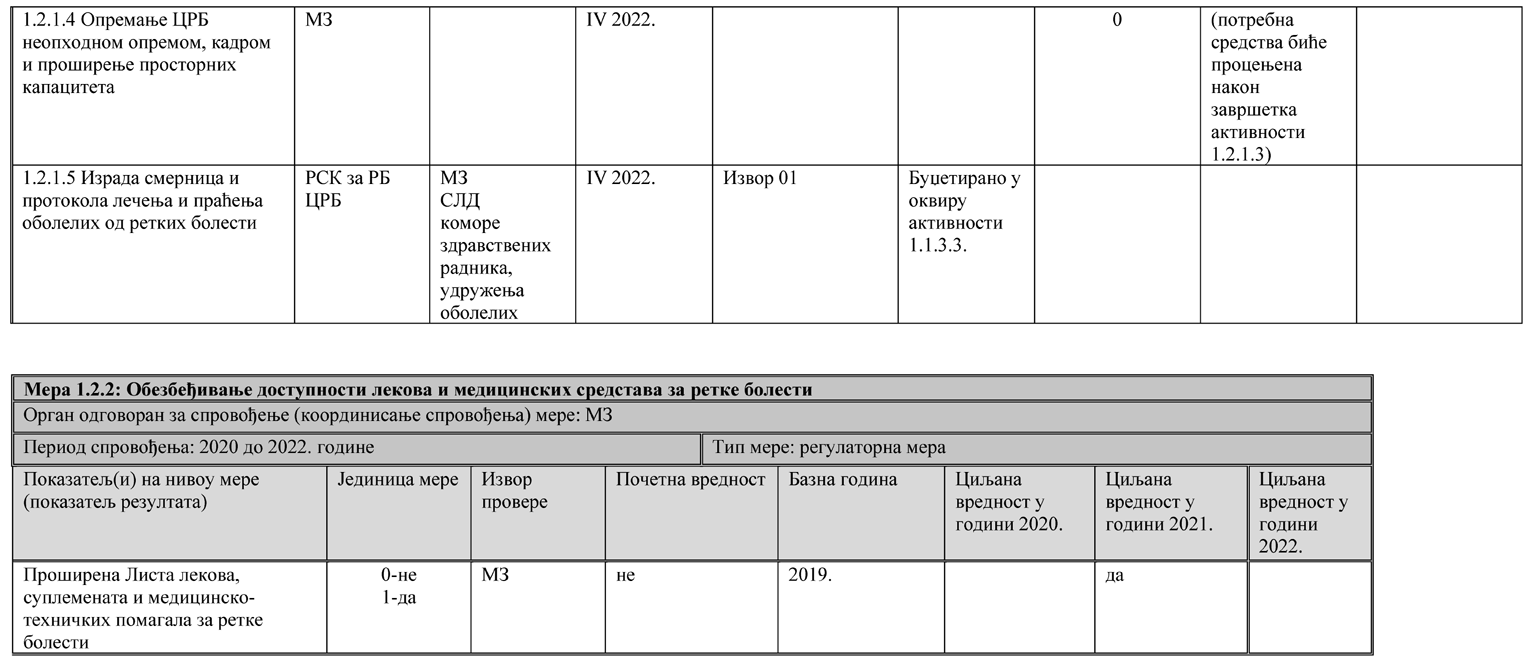 1.2.1.4 Опремање ЦРБ
неопходном опремом, кадром
и проширење просторних
капацитета
МЗ
IV 2022.
0
(потребна
средства биће
процењена
након
завршетка
активности
1.2.1.3)
1.2.1.5 Израда смерница и
протокола лечења и праћења
оболелих од ретких болести
РСК за РБ
ЦРБ
МЗ
СЛД
коморе
здравствених
радника,
удружења
оболелих
IV 2022.
Извор 01
Буџетирано у
оквиру
активности
1.1.3.3.
Мера 1.2.2: Обезбеђивање доступности лекова и медицинских средстава за ретке болести
Орган одговоран за спровођење (координисање спровођења) мере: МЗ
Период спровођења: 2020 до 2022. године
Тип мере: регулаторна мера
Показатељ(и) на нивоу мере
(показатељ резултата)
Јединица мере
Извор
провере
Почетна вредност
Базна година
Циљана
вредност у
години 2020.
Циљана
вредност у
години 2021.
Циљана
вредност у
години
2022.
Проширена Листа лекова,
суплемената и медицинско-
техничких помагала за ретке
болести
0-не
1-да
МЗ
не
2019.
да